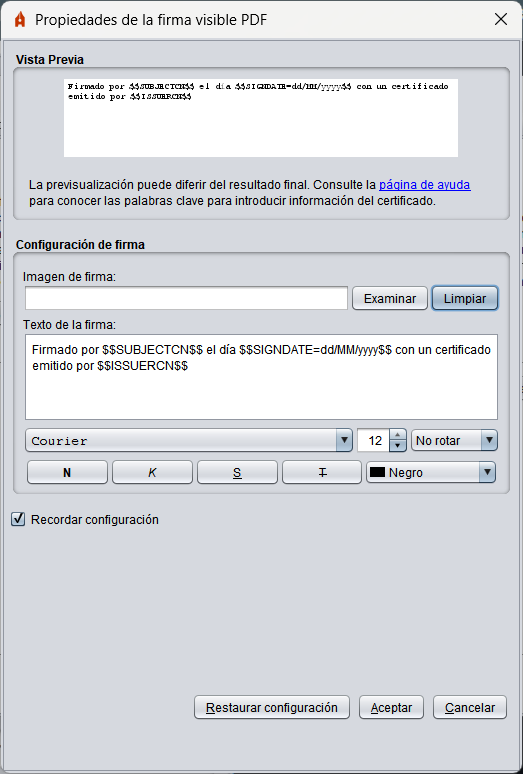 Propiedades de la firma visible PDF
Vista Previa
Firmado por $$SUBJECTCN$$ el día $$SIGNDATE=dd/MM/yyyy$$ con un certificado
emitido por $$ISSUERCN$$
La previsualización puede diferir del resultado final. Consulte la página de ayuda
para conocer las palabras clave para introducir información del certificado.
Configuración de firma
Imagen de firma:
Examinar Limpiar
Texto de la firma:
Firmado por $$SUBJECTCN$$ el día $$SIGNDATE=dd/MM/yyyy$$ con un certificado
emitido por $$ISSUERCN$$
Courier 12 No rotar
N K S T Negro
Recordar configuración
Restaurar configuración Aceptar Cancelar